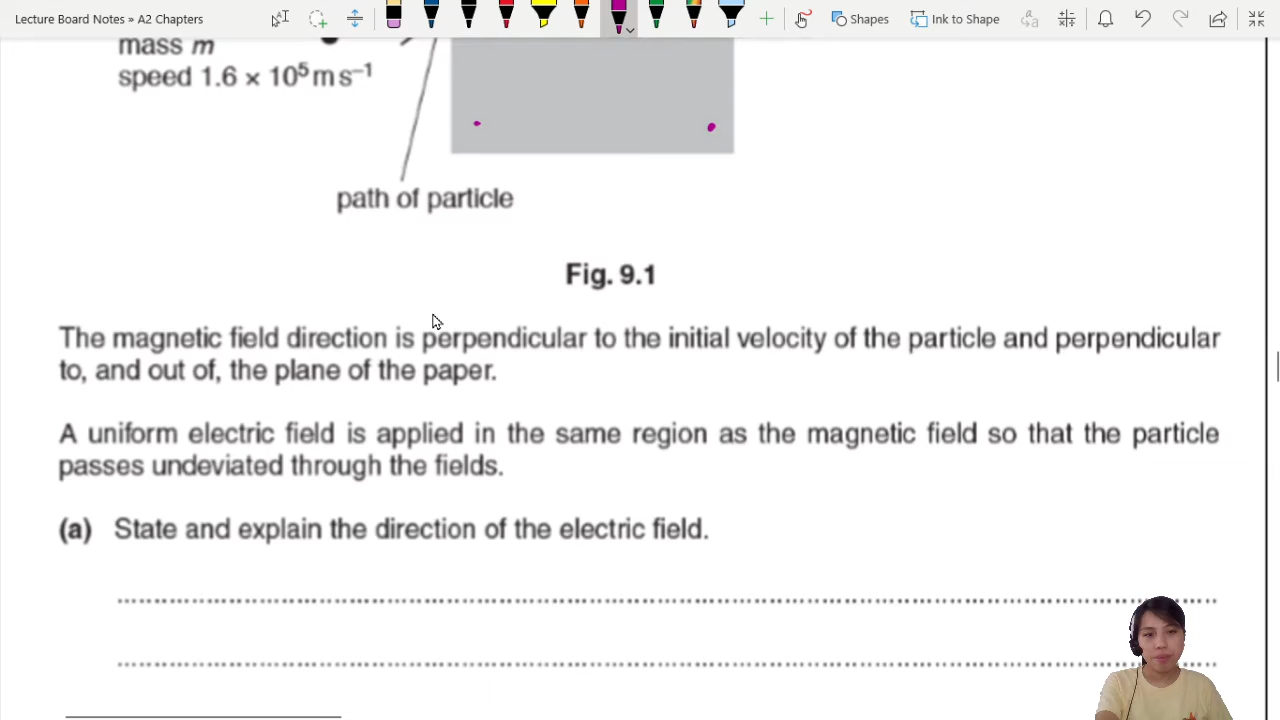 Lecture Board Notes » A2 Chapters
Shapes
Ink to Shape
mass m
speed 1.6 × 10⁵ m s⁻¹
path of particle
Fig. 9.1
The magnetic field direction is perpendicular to the initial velocity of the particle and perpendicular
to, and out of, the plane of the paper.
A uniform electric field is applied in the same region as the magnetic field so that the particle
passes undeviated through the fields.
(a) State and explain the direction of the electric field.